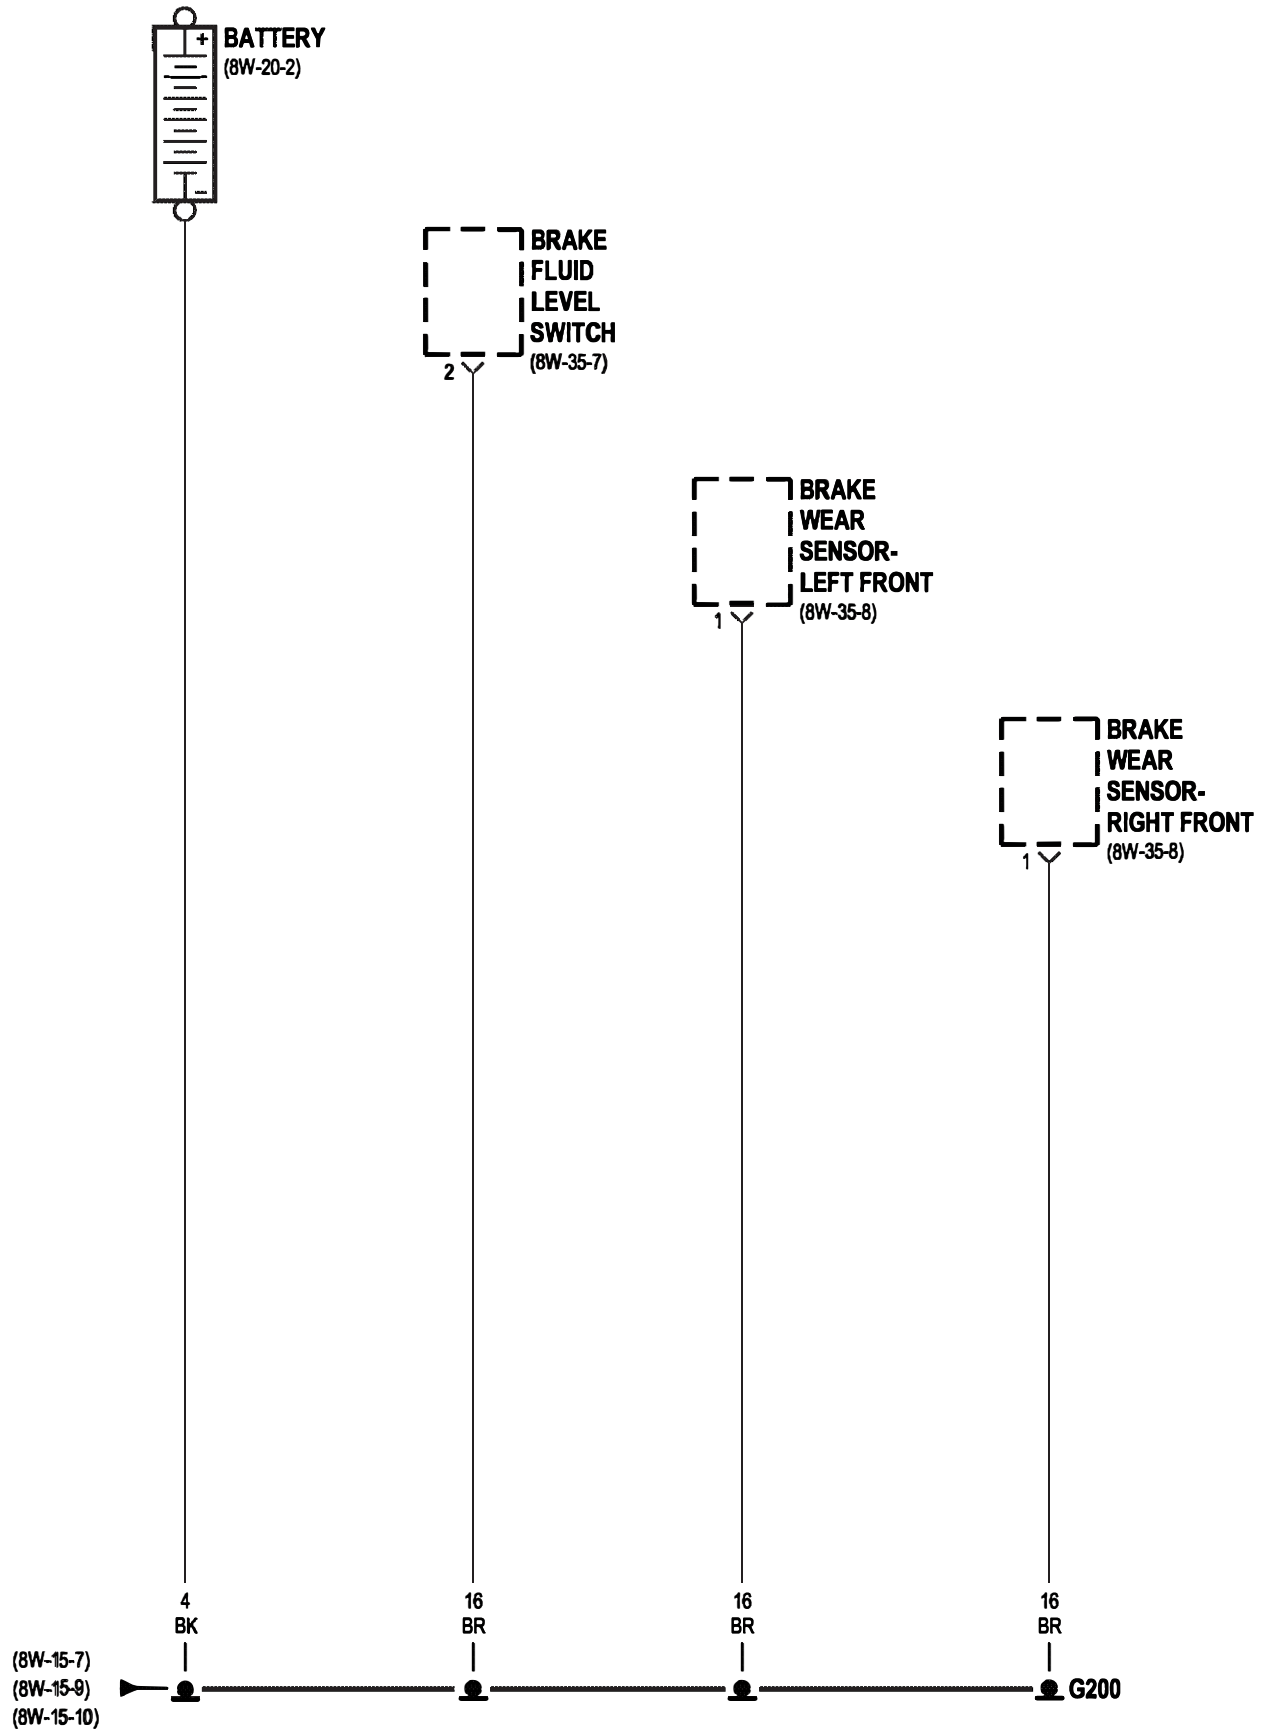 +
BATTERY
(8W-20-2)
-
BRAKE
FLUID
LEVEL
SWITCH
(8W-35-7)
2
BRAKE
WEAR
SENSOR-
LEFT FRONT
(8W-35-8)
1
BRAKE
WEAR
SENSOR-
RIGHT FRONT
(8W-35-8)
1
4
BK
16
BR
16
BR
16
BR
(8W-15-7)
(8W-15-9)
(8W-15-10)
G200